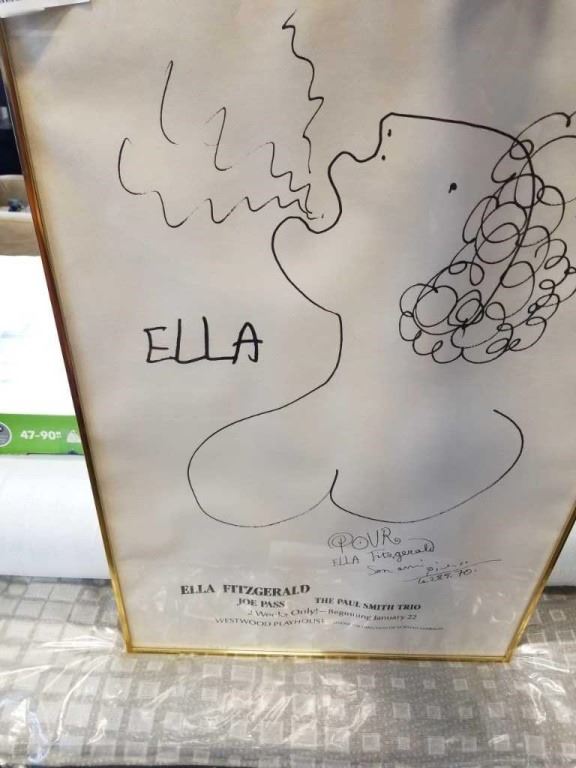 ELLA
47-90"
POUR
ELLA Fitzgerald
Son ami
ELLA FITZGERALD
JOE PASS THE PAUL SMITH TRIO
2 Weeks Only! – Beginning January 22
WESTWOOD PLAYHOUSE